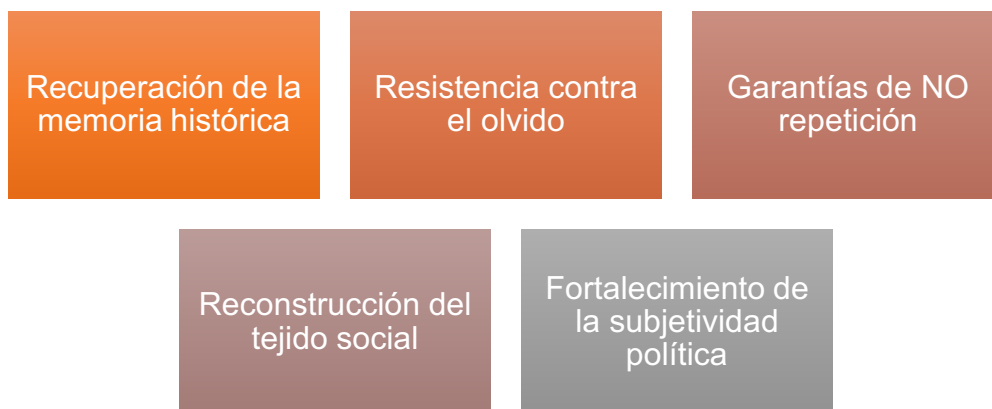 Recuperación de la
memoria histórica
Resistencia contra
el olvido
Garantías de NO
repetición
Reconstrucción del
tejido social
Fortalecimiento de
la subjetividad
política